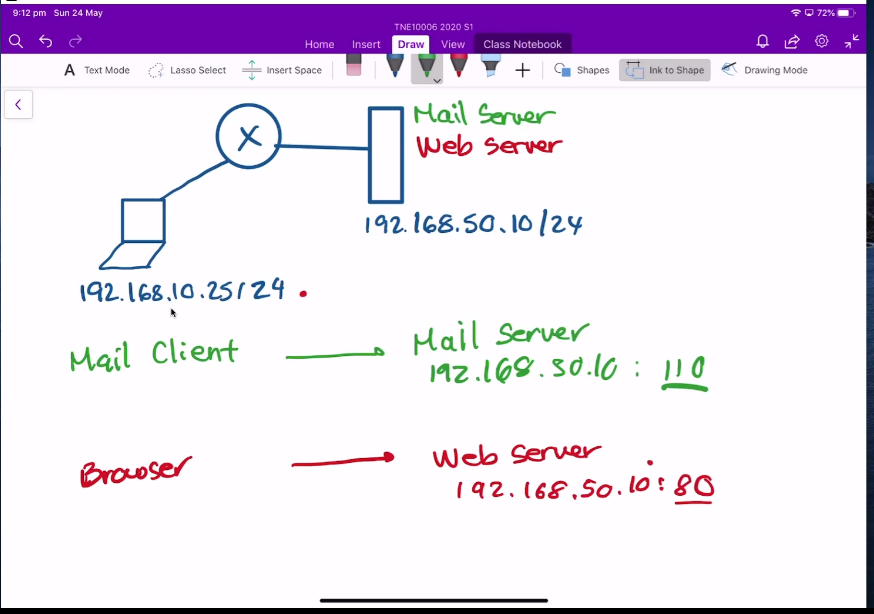 9:12 pm Sun 24 May
72%
TNE10006 2020 S1
Home Insert Draw View Class Notebook
A Text Mode Lasso Select Insert Space Shapes Ink to Shape Drawing Mode
X
Mail Server
Web Server
192.168.50.10/24
192.168.10.25/24
Mail Client
Mail Server
192.168.50.10 : 110
Browser
Web Server
192.168.50.10 : 80